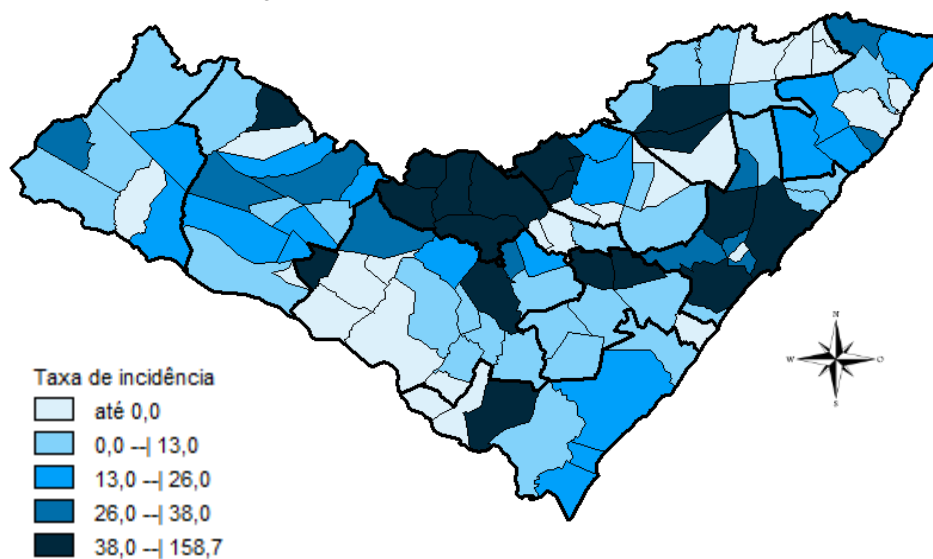 N
W
O
S
Taxa de incidência
até 0,0
0,0 --| 13,0
13,0 --| 26,0
26,0 --| 38,0
38,0 --| 158,7